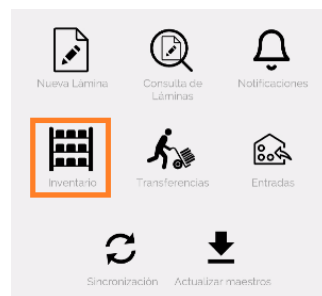 Nueva Lámina
Consulta de
Láminas
Notificaciones
Inventario
Transferencias
Entradas
Sincronización
Actualizar maestros